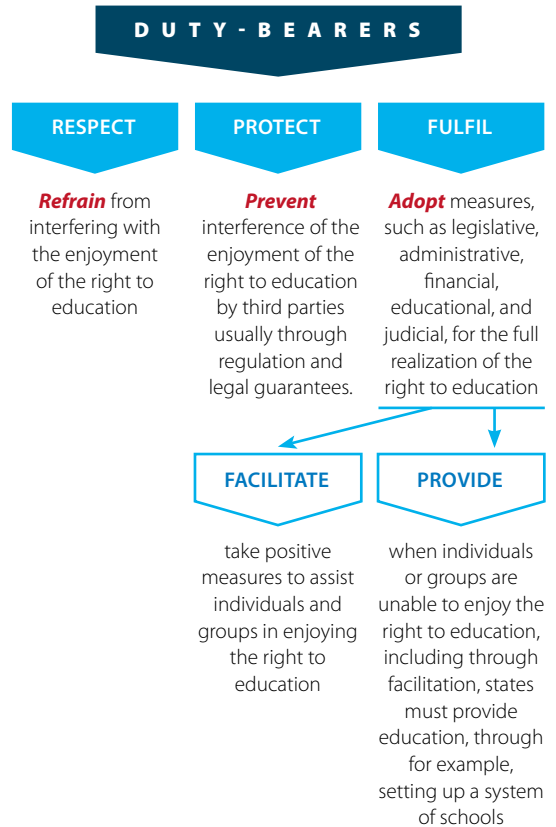 DUTY-BEARERS
RESPECT
Refrain from
interfering with
the enjoyment
of the right to
education
PROTECT
Prevent
interference of the
enjoyment of the
right to education
by third parties
usually through
regulation and
legal guarantees.
FULFIL
Adopt measures,
such as legislative,
administrative,
financial,
educational, and
judicial, for the full
realization of the
right to education
FACILITATE
take positive
measures to assist
individuals and
groups in enjoying
the right to
education
PROVIDE
when individuals
or groups are
unable to enjoy the
right to education,
including through
facilitation, states
must provide
education, through
for example,
setting up a system
of schools